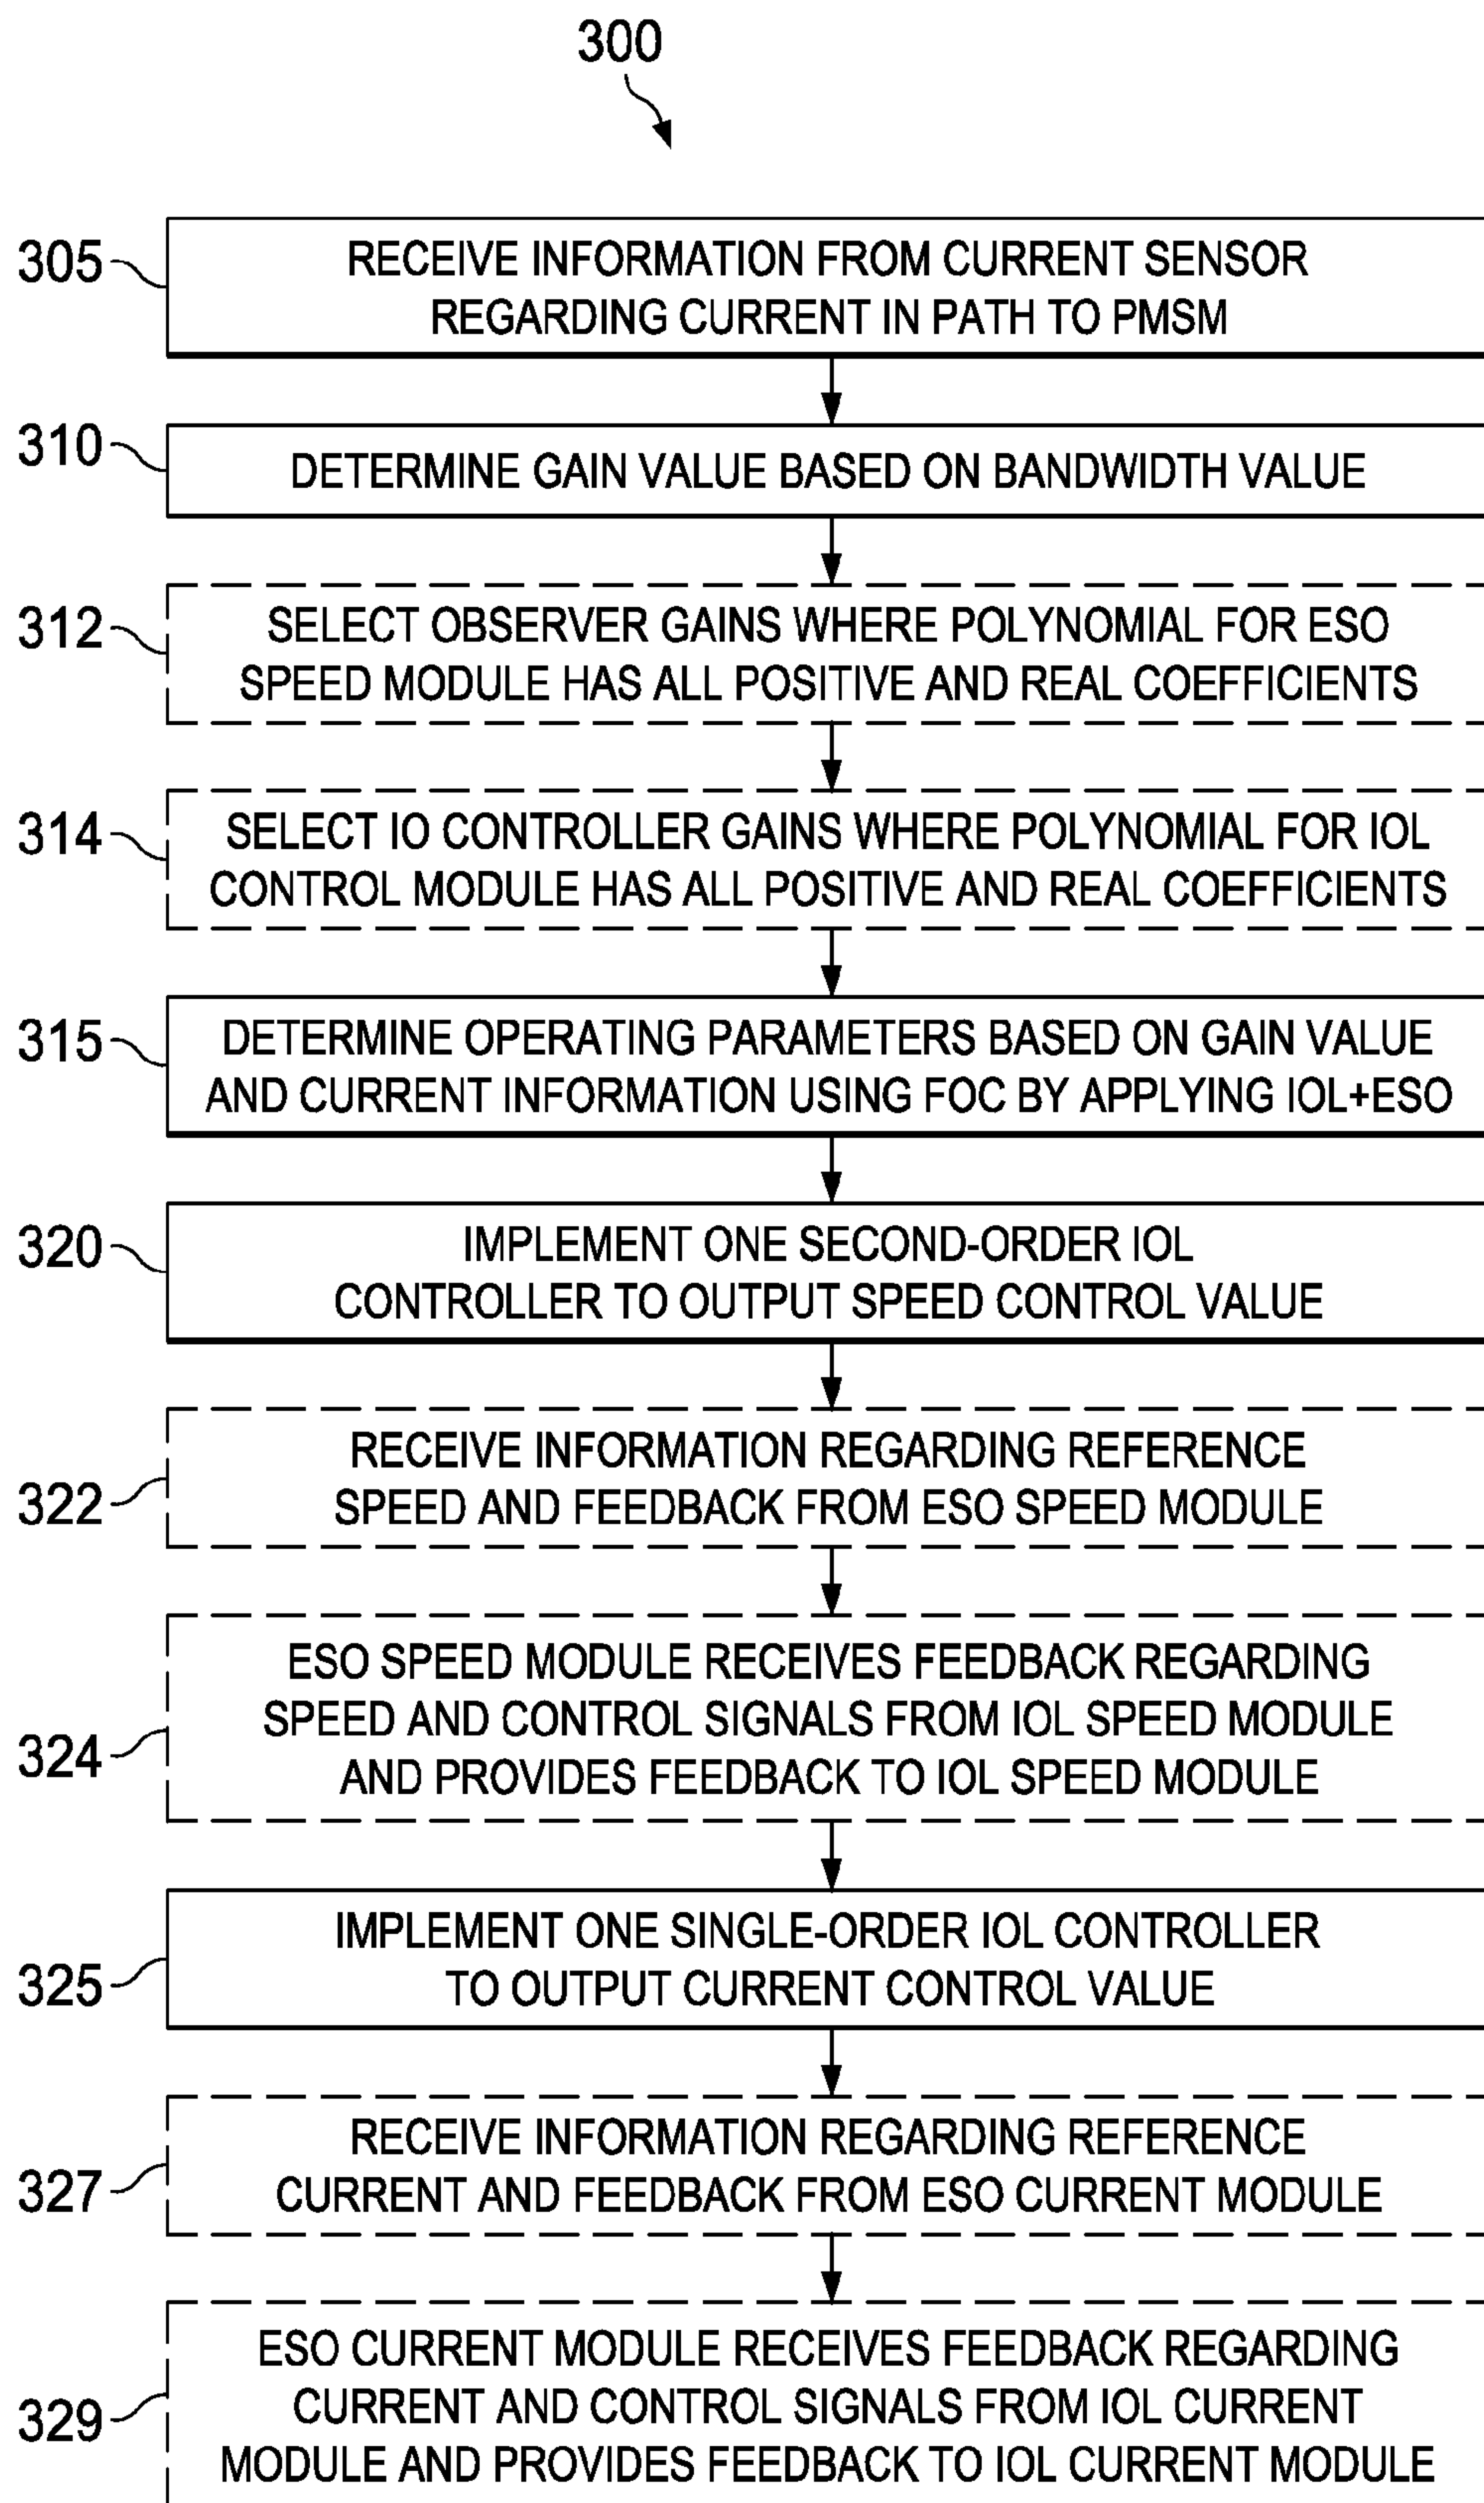 300
305
RECEIVE INFORMATION FROM CURRENT SENSOR
REGARDING CURRENT IN PATH TO PMSM
310
DETERMINE GAIN VALUE BASED ON BANDWIDTH VALUE
312
SELECT OBSERVER GAINS WHERE POLYNOMIAL FOR ESO
SPEED MODULE HAS ALL POSITIVE AND REAL COEFFICIENTS
314
SELECT IO CONTROLLER GAINS WHERE POLYNOMIAL FOR IOL
CONTROL MODULE HAS ALL POSITIVE AND REAL COEFFICIENTS
315
DETERMINE OPERATING PARAMETERS BASED ON GAIN VALUE
AND CURRENT INFORMATION USING FOC BY APPLYING IOL+ESO
320
IMPLEMENT ONE SECOND-ORDER IOL
CONTROLLER TO OUTPUT SPEED CONTROL VALUE
322
RECEIVE INFORMATION REGARDING REFERENCE
SPEED AND FEEDBACK FROM ESO SPEED MODULE
324
ESO SPEED MODULE RECEIVES FEEDBACK REGARDING
SPEED AND CONTROL SIGNALS FROM IOL SPEED MODULE
AND PROVIDES FEEDBACK TO IOL SPEED MODULE
325
IMPLEMENT ONE SINGLE-ORDER IOL CONTROLLER
TO OUTPUT CURRENT CONTROL VALUE
327
RECEIVE INFORMATION REGARDING REFERENCE
CURRENT AND FEEDBACK FROM ESO CURRENT MODULE
329
ESO CURRENT MODULE RECEIVES FEEDBACK REGARDING
CURRENT AND CONTROL SIGNALS FROM IOL CURRENT
MODULE AND PROVIDES FEEDBACK TO IOL CURRENT MODULE